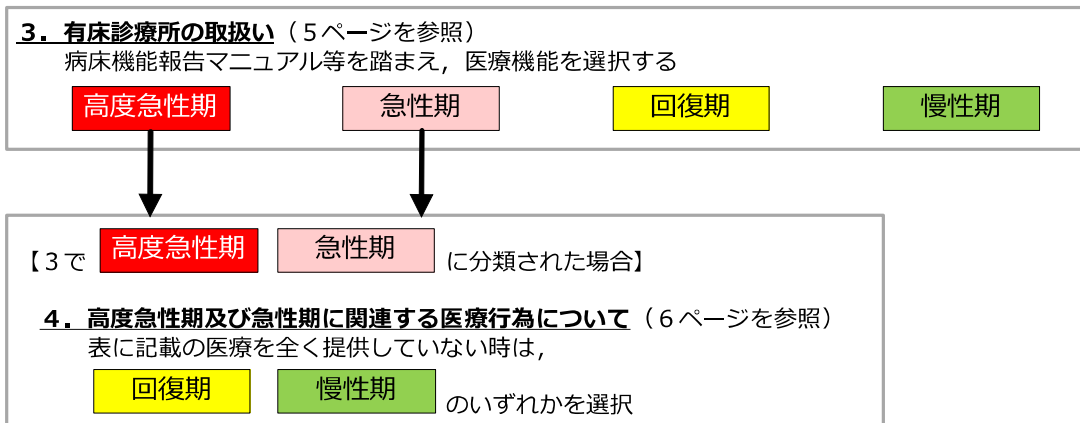 3．有床診療所の取扱い（５ページを参照）
病床機能報告マニュアル等を踏まえ，医療機能を選択する
高度急性期 急性期 回復期 慢性期
【３で 高度急性期 急性期 に分類された場合】
4．高度急性期及び急性期に関連する医療行為について（６ページを参照）
表に記載の医療を全く提供していない時は，
回復期 慢性期 のいずれかを選択